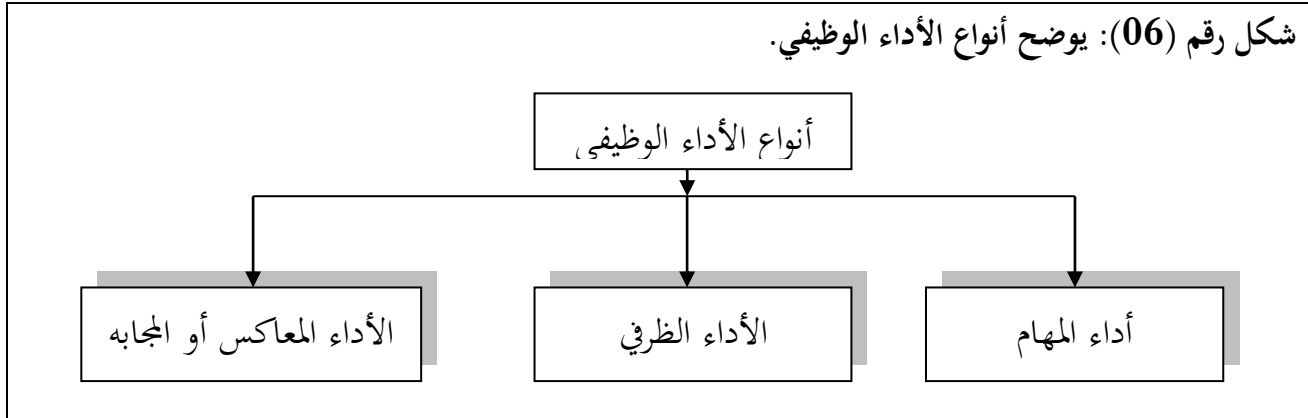 شكل رقم (06): يوضح أنواع الأداء الوظيفي.
أنواع الأداء الوظيفي
أداء المهام
الأداء الظرفي
الأداء المعاكس أو المجابه